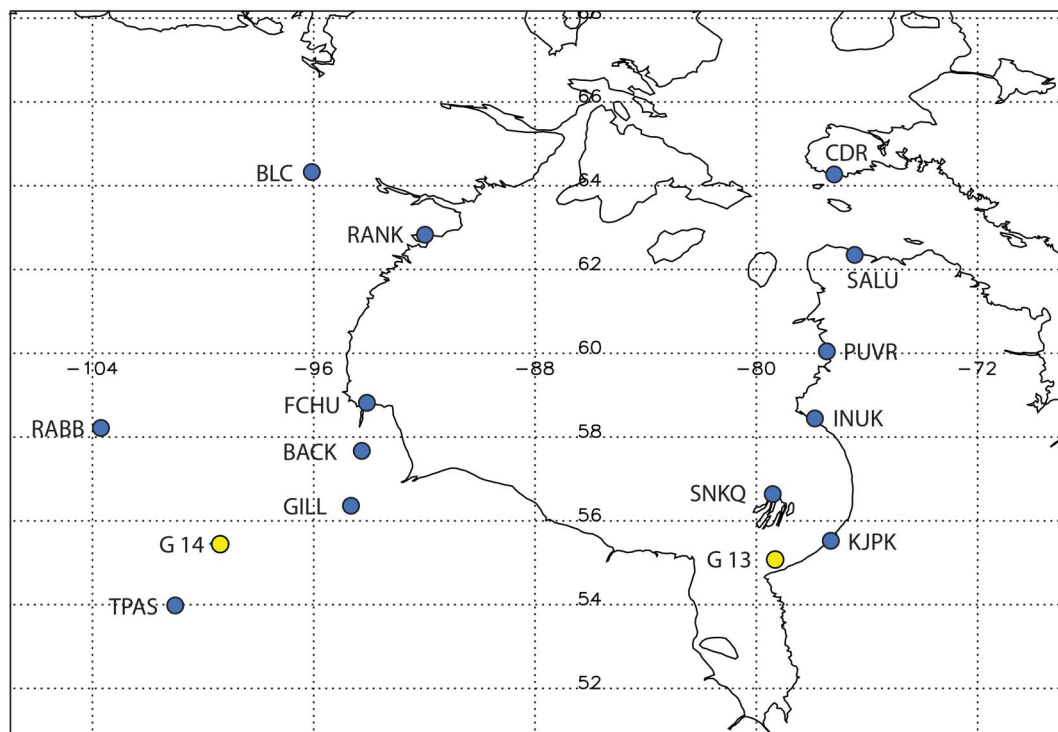 68
66
CDR
BLC
64
RANK
62
SALU
60
PUVR
-104
-96
-88
-80
-72
FCHU
INUK
RABB
58
BACK
SNKQ
GILL
56
G 14
KJPK
G 13
TPAS
54
52